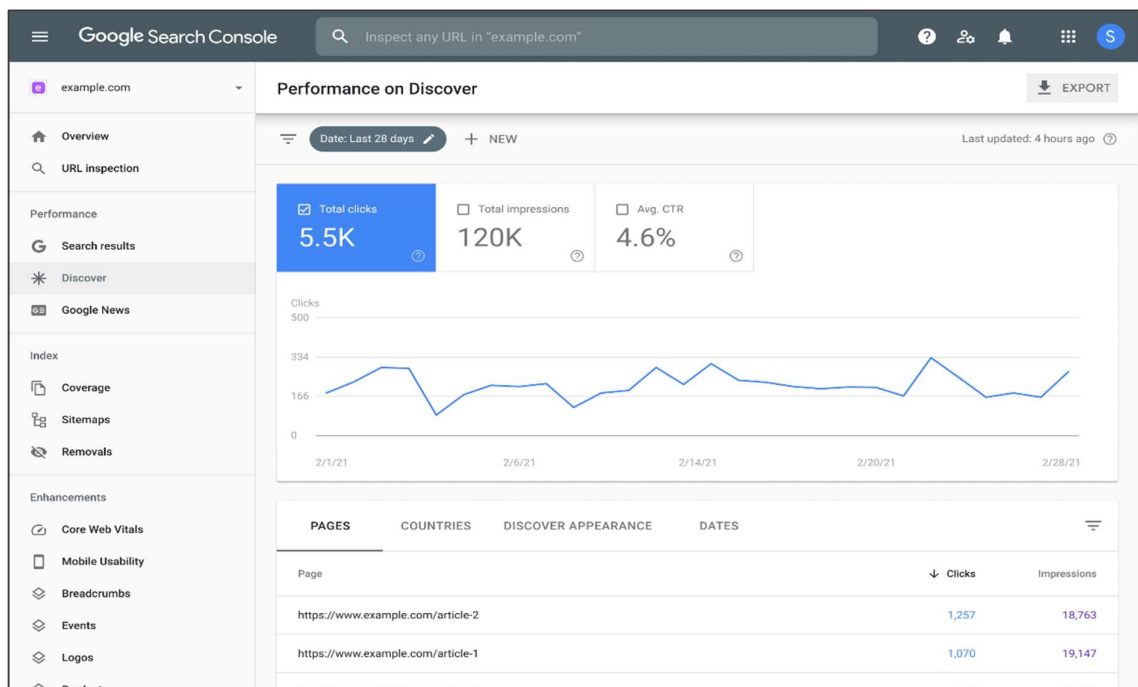 Google Search Console
Inspect any URL in "example.com"
S
e
example.com
Overview
URL inspection
Performance
Search results
Discover
Google News
Index
Coverage
Sitemaps
Removals
Enhancements
Core Web Vitals
Mobile Usability
Breadcrumbs
Events
Logos
Performance on Discover
EXPORT
Date: Last 28 days
NEW
Last updated: 4 hours ago
Total clicks
5.5K
Total impressions
120K
Avg. CTR
4.6%
Clicks
500
334
166
0
2/1/21 2/6/21 2/14/21 2/20/21 2/28/21
PAGES COUNTRIES DISCOVER APPEARANCE DATES
Page Clicks Impressions
https://www.example.com/article-2 1,257 18,763
https://www.example.com/article-1 1,070 19,147